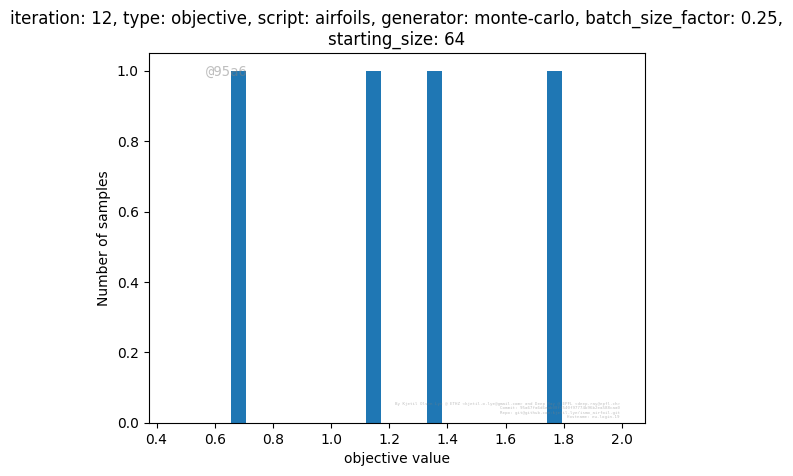 iteration: 12, type: objective, script: airfoils, generator: monte-carlo, batch_size_factor: 0.25,
starting_size: 64
@95a6
1.0
0.8
0.6
0.4
0.2
0.0
Number of samples
0.4 0.6 0.8 1.0 1.2 1.4 1.6 1.8 2.0
objective value